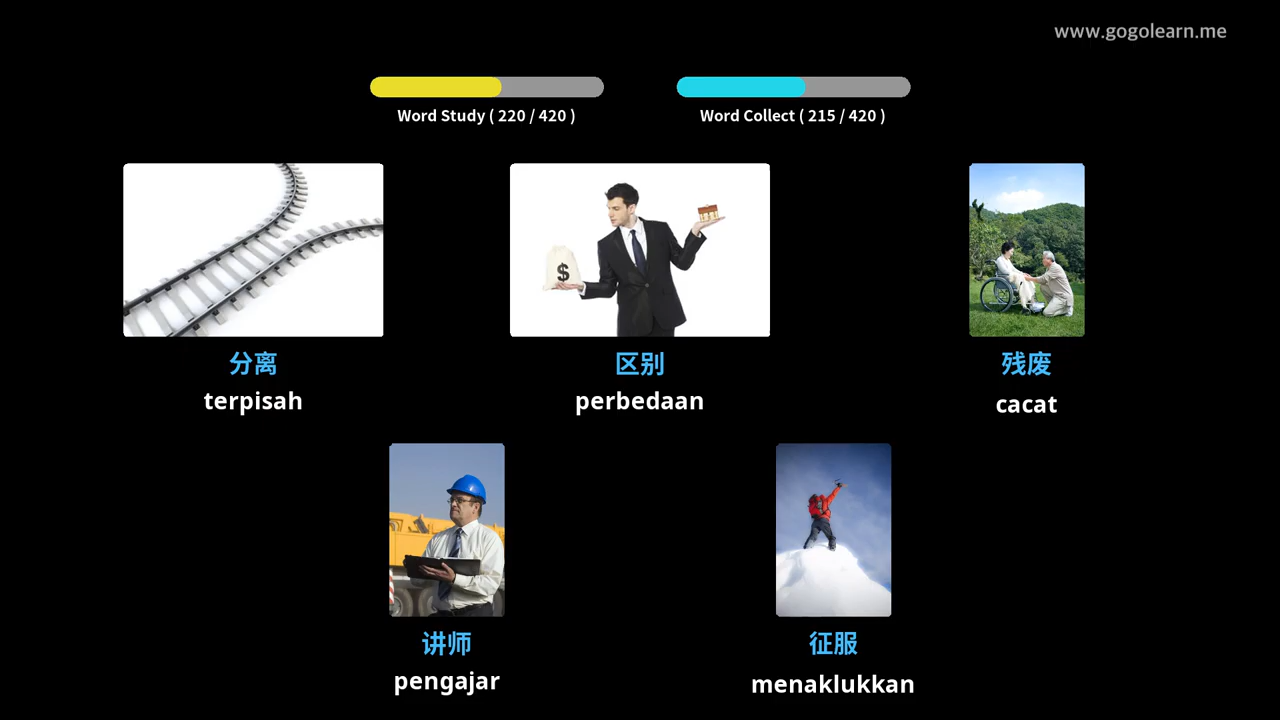 www.gogolearn.me
Word Study ( 220 / 420 )
Word Collect ( 215 / 420 )
分离
terpisah
区别
perbedaan
残废
cacat
讲师
pengajar
征服
menaklukkan
$